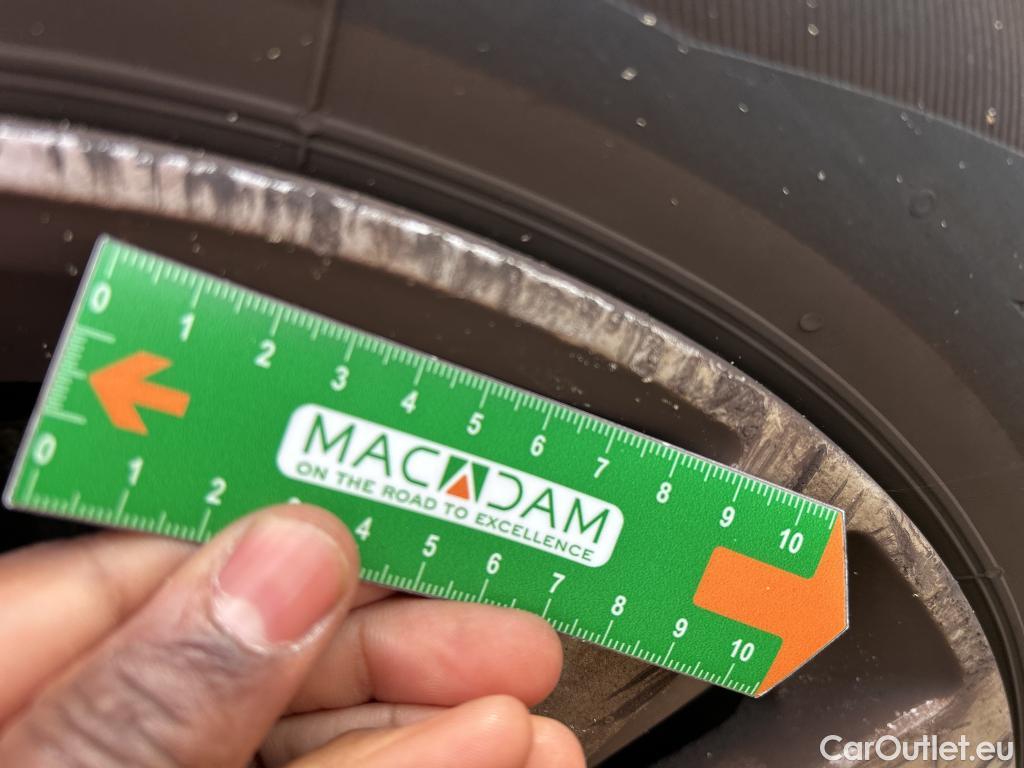 0 1 2 3 4 5 6 7 8 9 10
MACADAM
ON THE ROAD TO EXCELLENCE
0 1 2 4 5 6 7 8 9 10
CarOutlet.eu